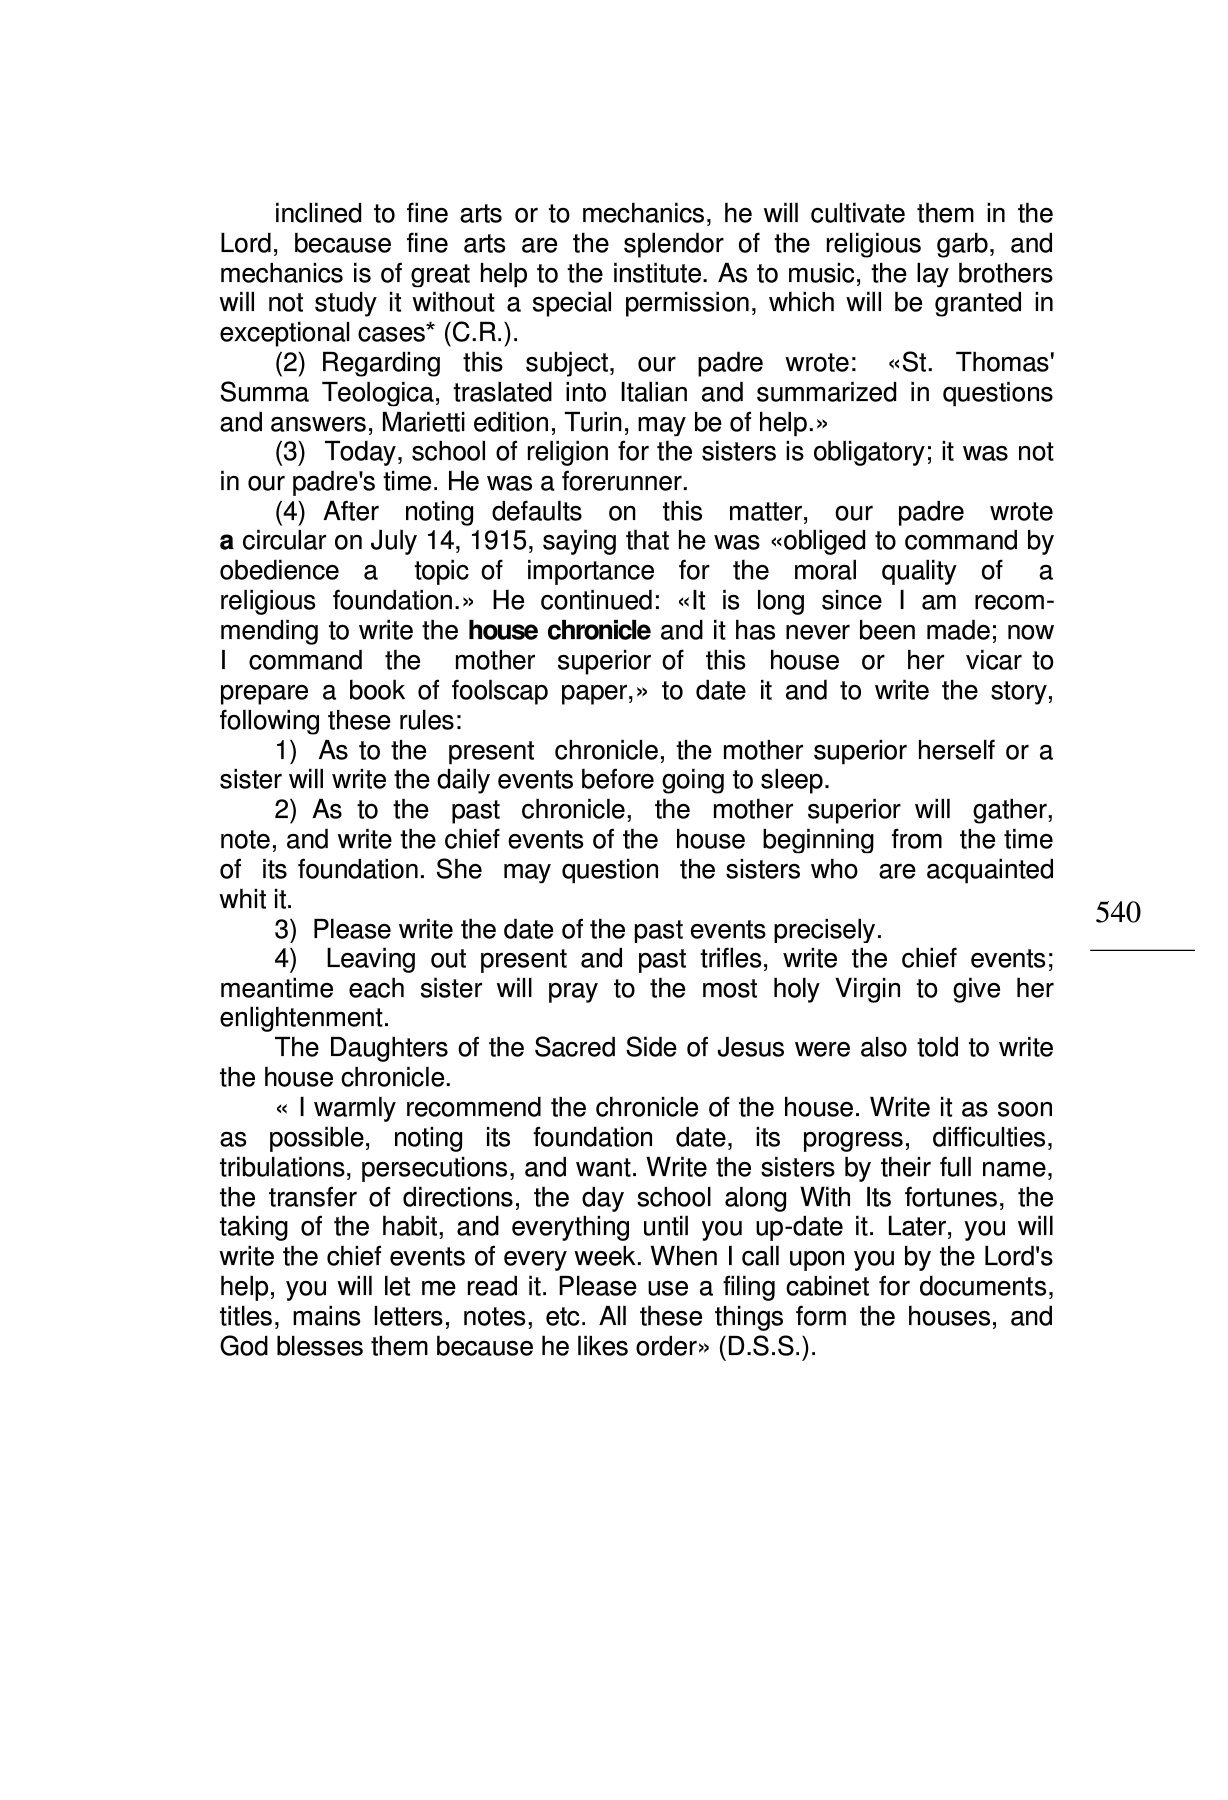 inclined to fine arts or to mechanics, he will cultivate them in the
Lord, because fine arts are the splendor of the religious garb, and
mechanics is of great help to the institute. As to music, the lay brothers
will not study it without a special permission, which will be granted in
exceptional cases* (C.R.).
(2) Regarding this subject, our padre wrote: «St. Thomas'
Summa Teologica, traslated into Italian and summarized in questions
and answers, Marietti edition, Turin, may be of help.»
(3) Today, school of religion for the sisters is obligatory; it was not
in our padre's time. He was a forerunner.
(4) After noting defaults on this matter, our padre wrote
a circular on July 14, 1915, saying that he was «obliged to command by
obedience a topic of importance for the moral quality of a
religious foundation.» He continued: «It is long since I am recom-
mending to write the house chronicle and it has never been made; now
I command the mother superior of this house or her vicar to
prepare a book of foolscap paper,» to date it and to write the story,
following these rules:
1) As to the present chronicle, the mother superior herself or a
sister will write the daily events before going to sleep.
2) As to the past chronicle, the mother superior will gather,
note, and write the chief events of the house beginning from the time
of its foundation. She may question the sisters who are acquainted
whit it.
540
3) Please write the date of the past events precisely.
4) Leaving out present and past trifles, write the chief events;
meantime each sister will pray to the most holy Virgin to give her
enlightenment.
The Daughters of the Sacred Side of Jesus were also told to write
the house chronicle.
« I warmly recommend the chronicle of the house. Write it as soon
as possible, noting its foundation date, its progress, difficulties,
tribulations, persecutions, and want. Write the sisters by their full name,
the transfer of directions, the day school along With Its fortunes, the
taking of the habit, and everything until you up-date it. Later, you will
write the chief events of every week. When I call upon you by the Lord's
help, you will let me read it. Please use a filing cabinet for documents,
titles, mains letters, notes, etc. All these things form the houses, and
God blesses them because he likes order» (D.S.S.).